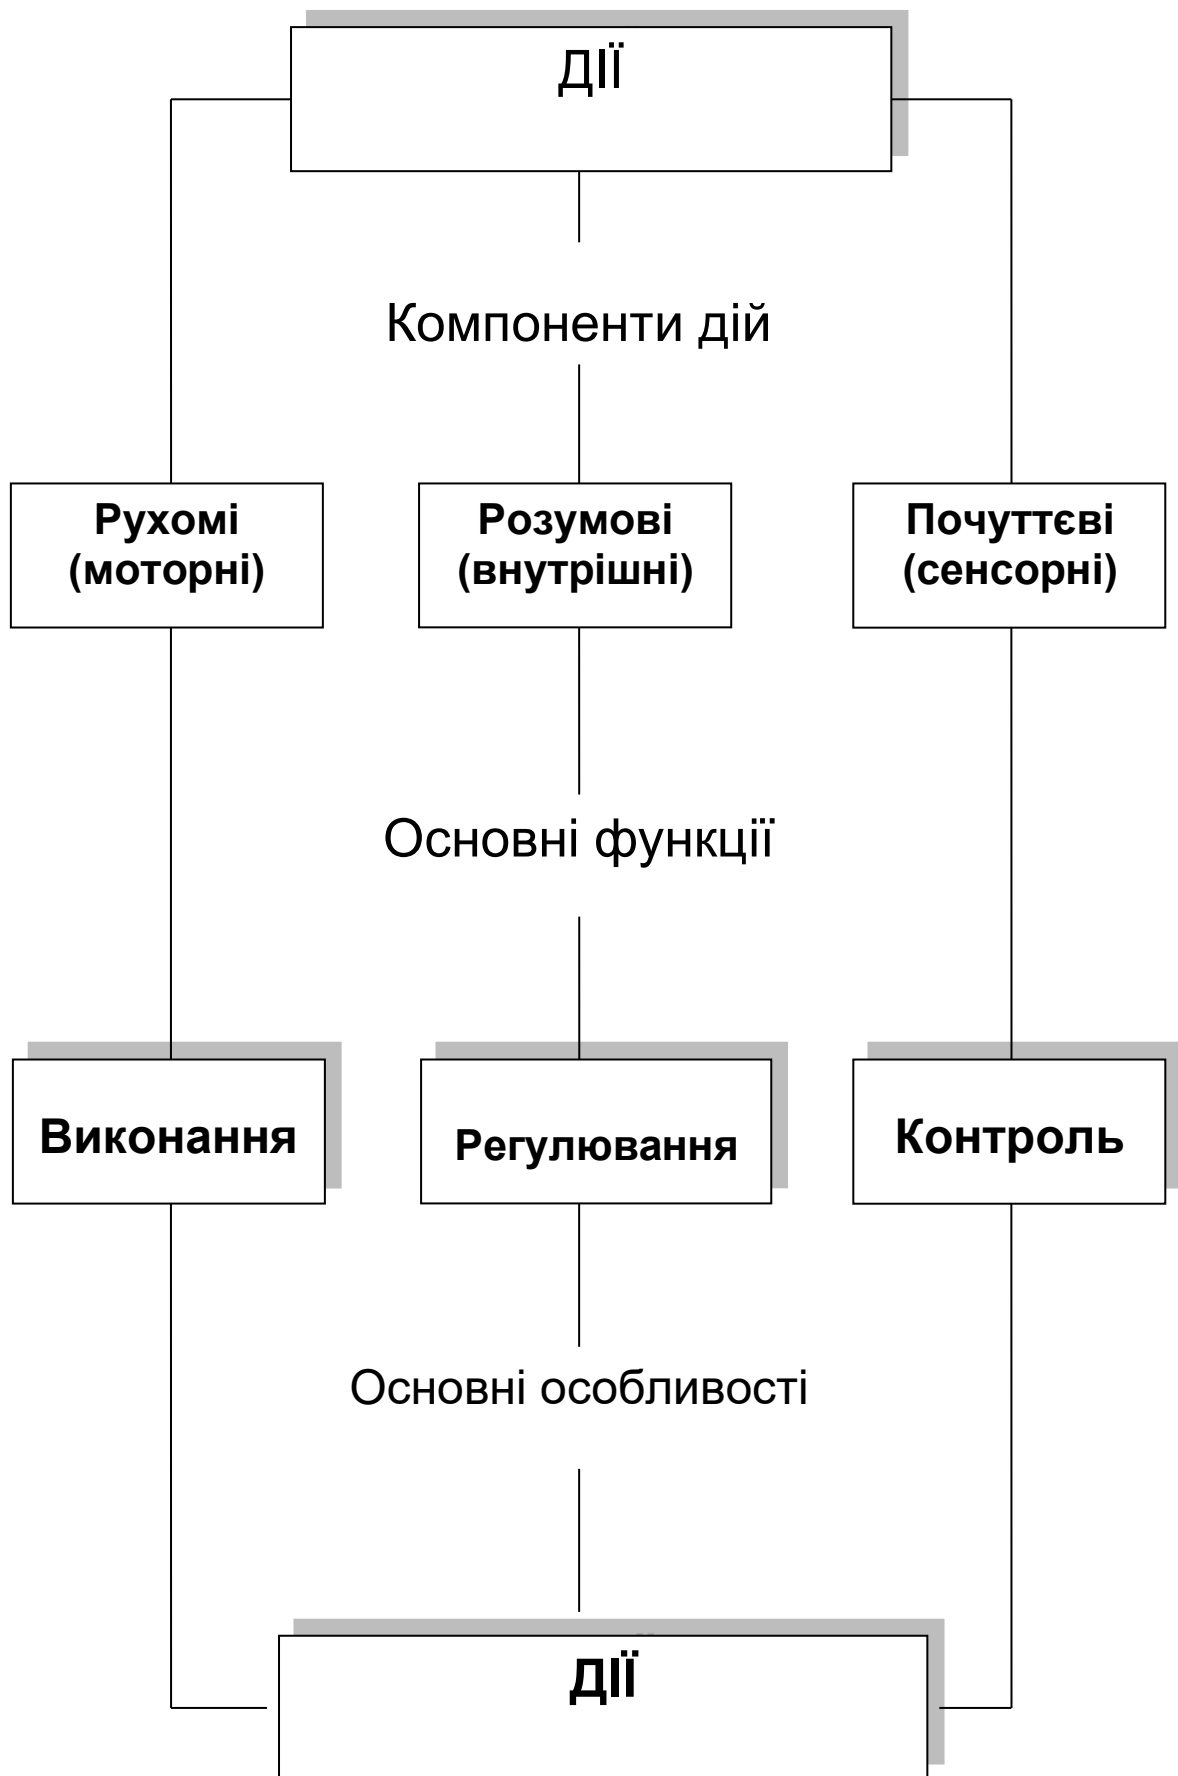 ДІЇ
Компоненти дій
Рухомі
(моторні)
Розумові
(внутрішні)
Почуттєві
(сенсорні)
Основні функції
Виконання
Регулювання
Контроль
Основні особливості
ДІЇ